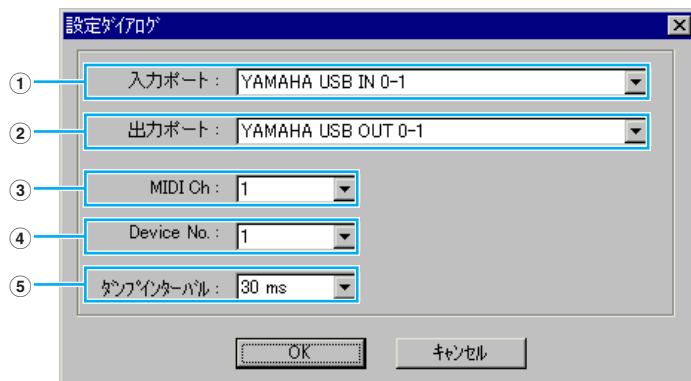 設定ﾀﾞｲｱﾛｸﾞ
① 入力ポート： YAMAHA USB IN 0-1
② 出力ポート： YAMAHA USB OUT 0-1
③ MIDI Ch： 1
④ Device No.： 1
⑤ ﾀﾞﾝﾌﾟｲﾝﾀｰﾊﾞﾙ： 30 ms
OK ｷｬﾝｾﾙ